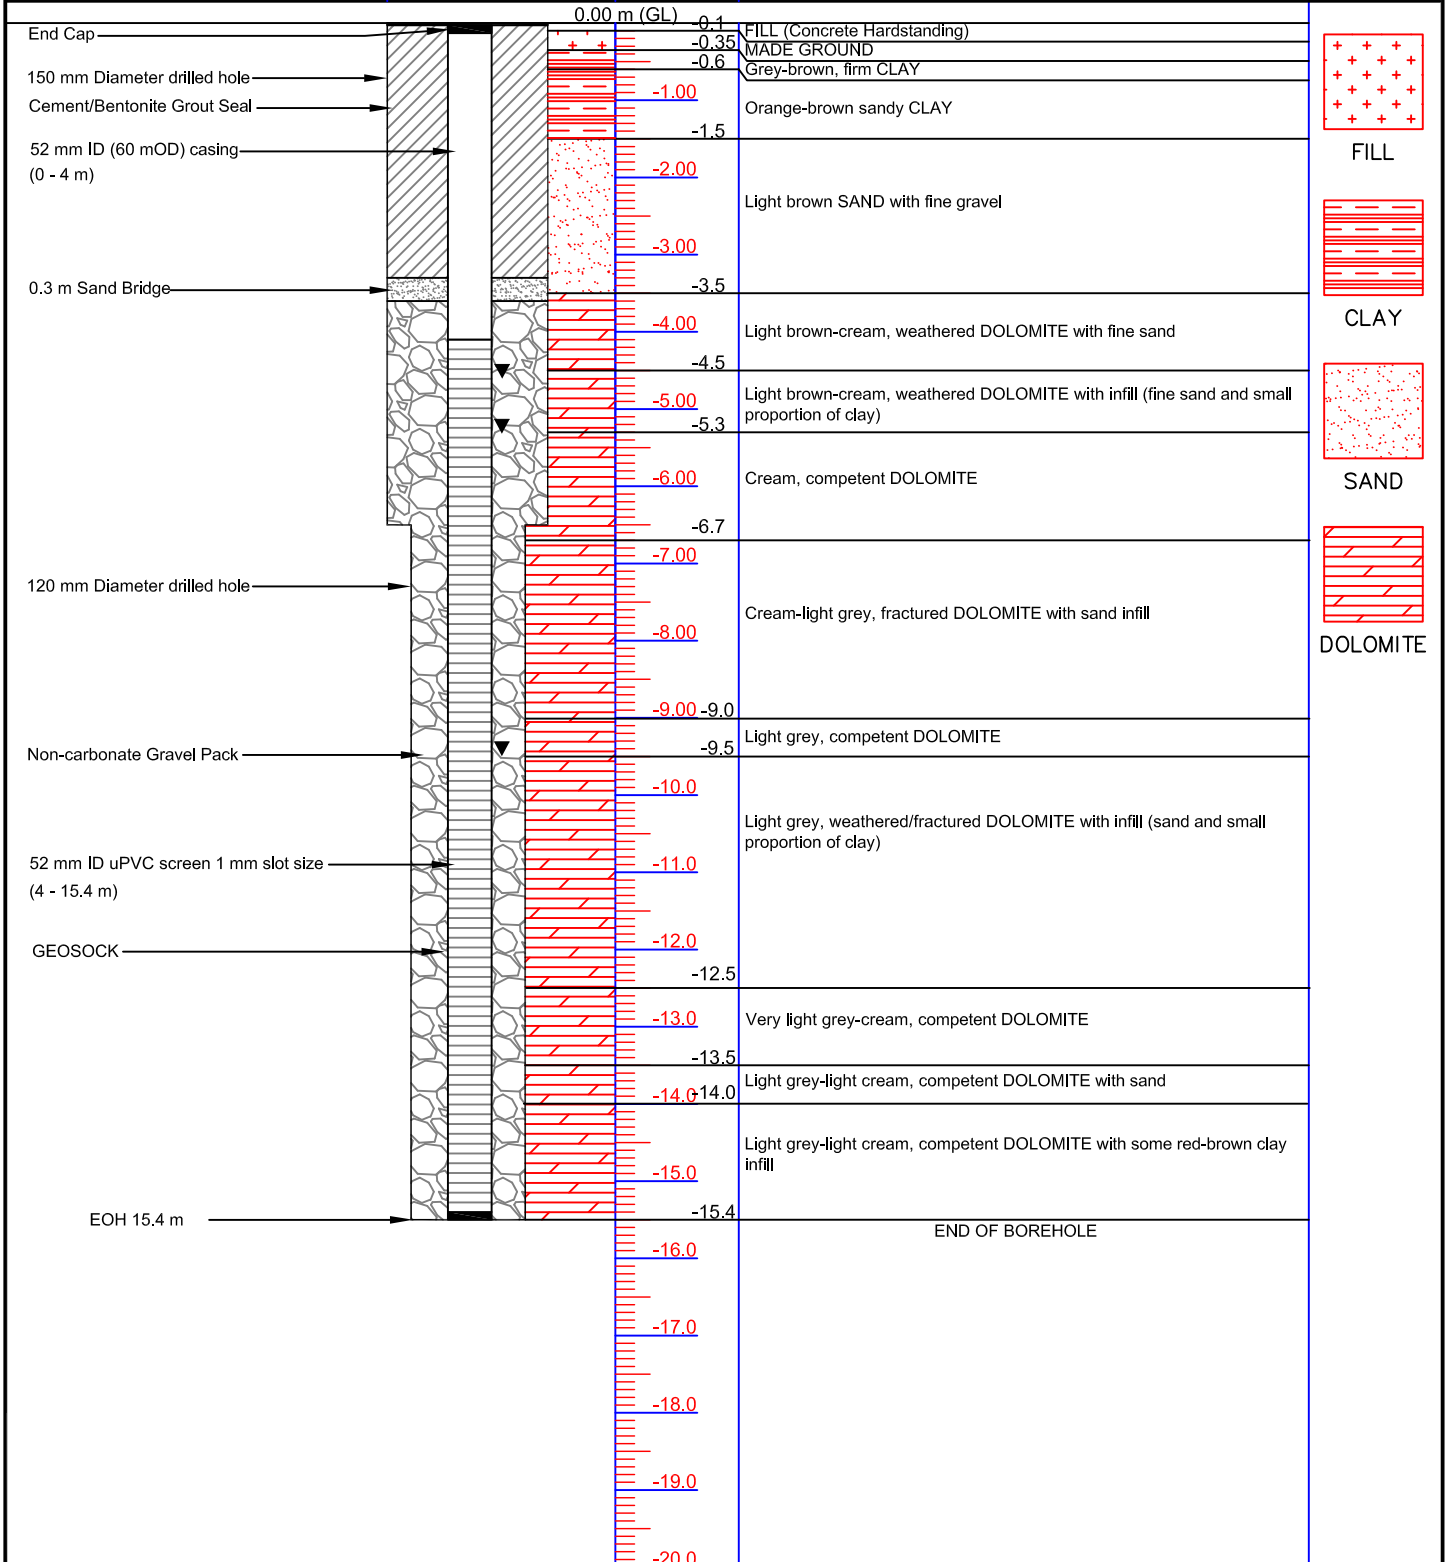 0.00 m (GL)
End Cap
150 mm Diameter drilled hole
Cement/Bentonite Grout Seal
52 mm ID (60 mOD) casing
(0 - 4 m)
0.3 m Sand Bridge
120 mm Diameter drilled hole
Non-carbonate Gravel Pack
52 mm ID uPVC screen 1 mm slot size
(4 - 15.4 m)
GEOSOCK
EOH 15.4 m
-1.00
-2.00
-3.00
-4.00
-5.00
-6.00
-7.00
-8.00
-9.00
-10.0
-11.0
-12.0
-13.0
-14.0
-15.0
-16.0
-17.0
-18.0
-19.0
-20.0
-0.1
-0.35
-0.6
-1.5
-3.5
-4.5
-5.3
-6.7
-9.0
-9.5
-12.5
-13.5
-14.0
-15.4
FILL (Concrete Hardstanding)
MADE GROUND
Grey-brown, firm CLAY
Orange-brown sandy CLAY
Light brown SAND with fine gravel
Light brown-cream, weathered DOLOMITE with fine sand
Light brown-cream, weathered DOLOMITE with infill (fine sand and small
proportion of clay)
Cream, competent DOLOMITE
Cream-light grey, fractured DOLOMITE with sand infill
Light grey, competent DOLOMITE
Light grey, weathered/fractured DOLOMITE with infill (sand and small
proportion of clay)
Very light grey-cream, competent DOLOMITE
Light grey-light cream, competent DOLOMITE with sand
Light grey-light cream, competent DOLOMITE with some red-brown clay
infill
END OF BOREHOLE
FILL
CLAY
SAND
DOLOMITE